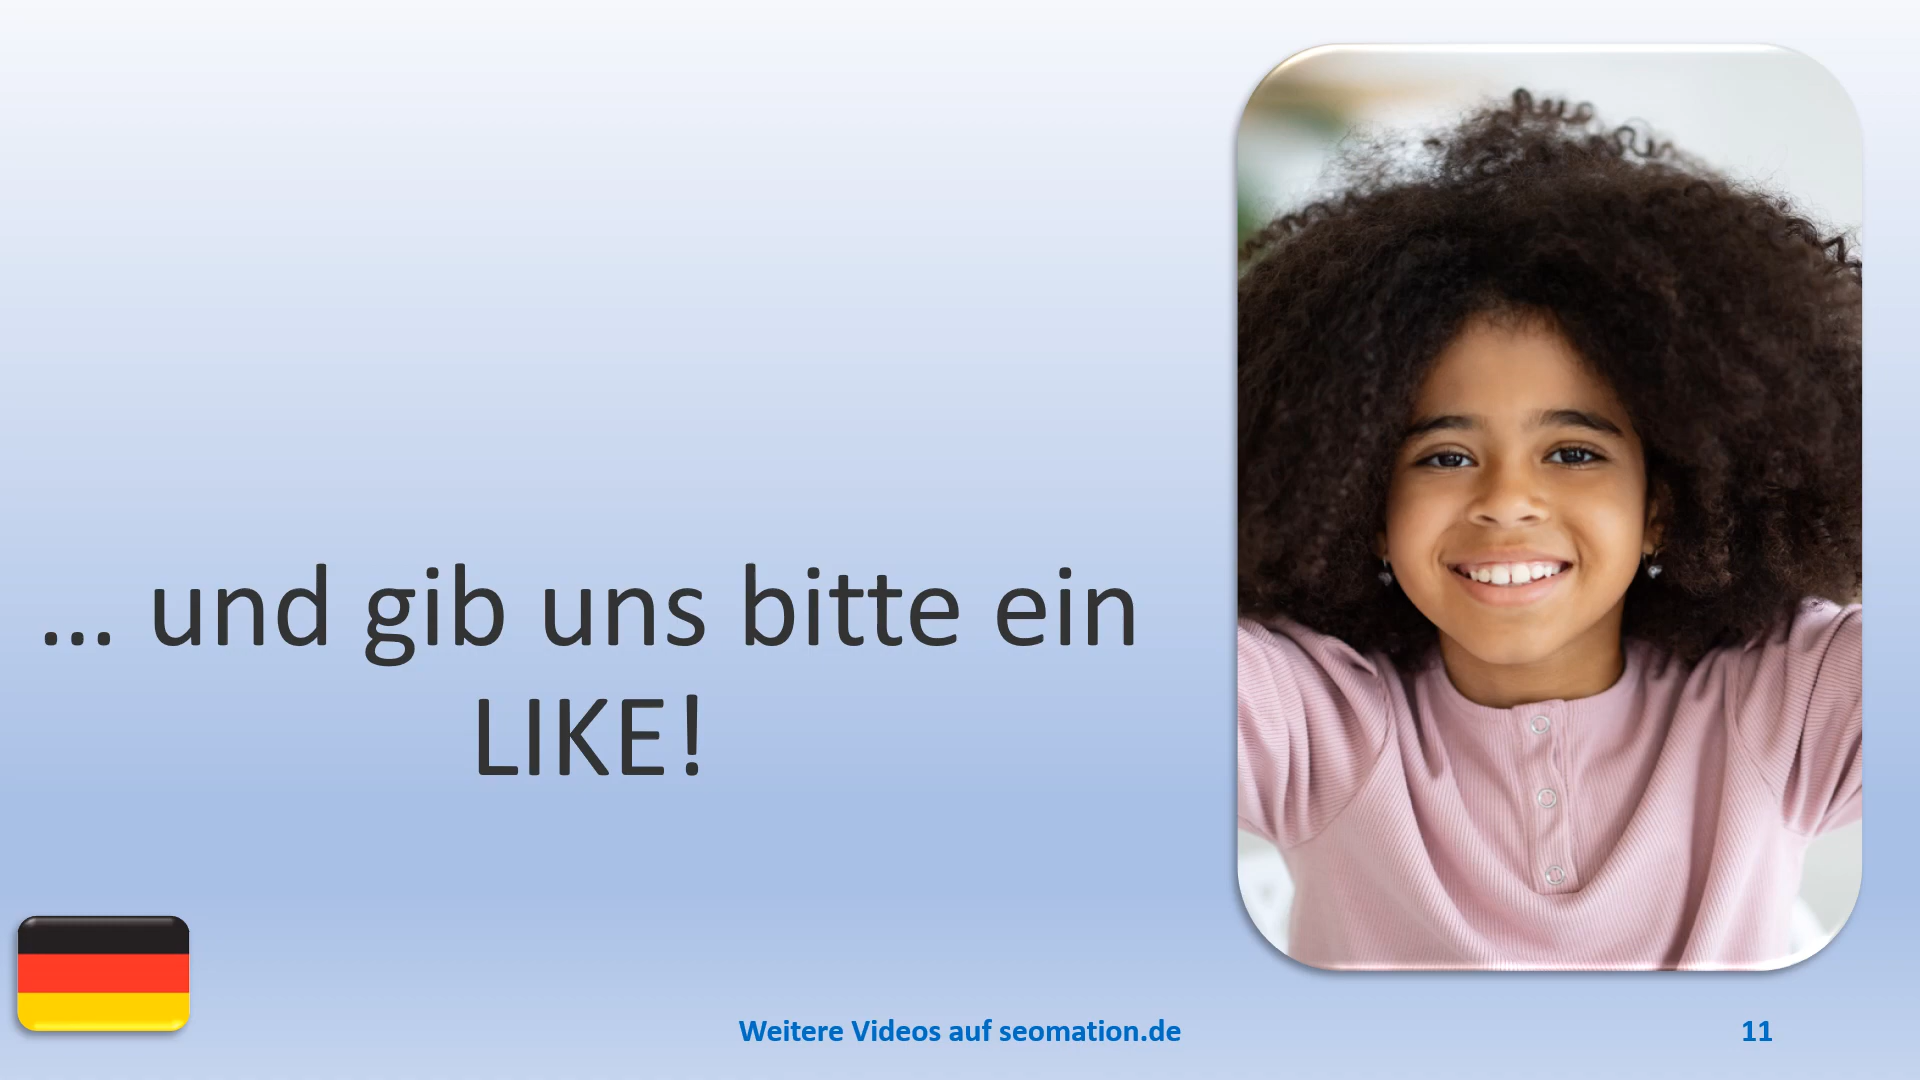 ... und gib uns bitte ein
LIKE!
Weitere Videos auf seomation.de
11